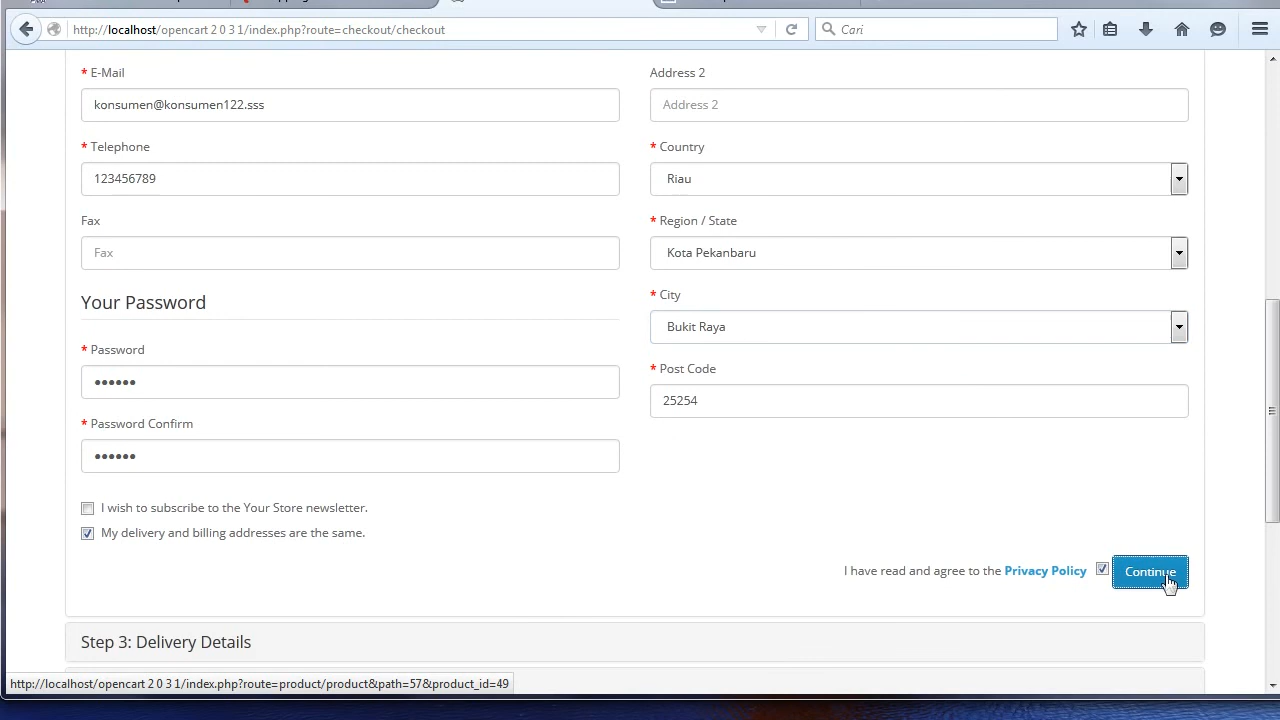 http://localhost/opencart 2 0 3 1/index.php?route=checkout/checkout
Cari
* E-Mail
konsumen@konsumen122.sss
* Telephone
123456789
Fax
Fax
Your Password
* Password
••••••
* Password Confirm
••••••
I wish to subscribe to the Your Store newsletter.
My delivery and billing addresses are the same.
Address 2
Address 2
* Country
Riau
* Region / State
Kota Pekanbaru
* City
Bukit Raya
* Post Code
25254
I have read and agree to the Privacy Policy
Continue
Step 3: Delivery Details
http://localhost/opencart 2 0 3 1/index.php?route=product/product&path=57&product_id=49